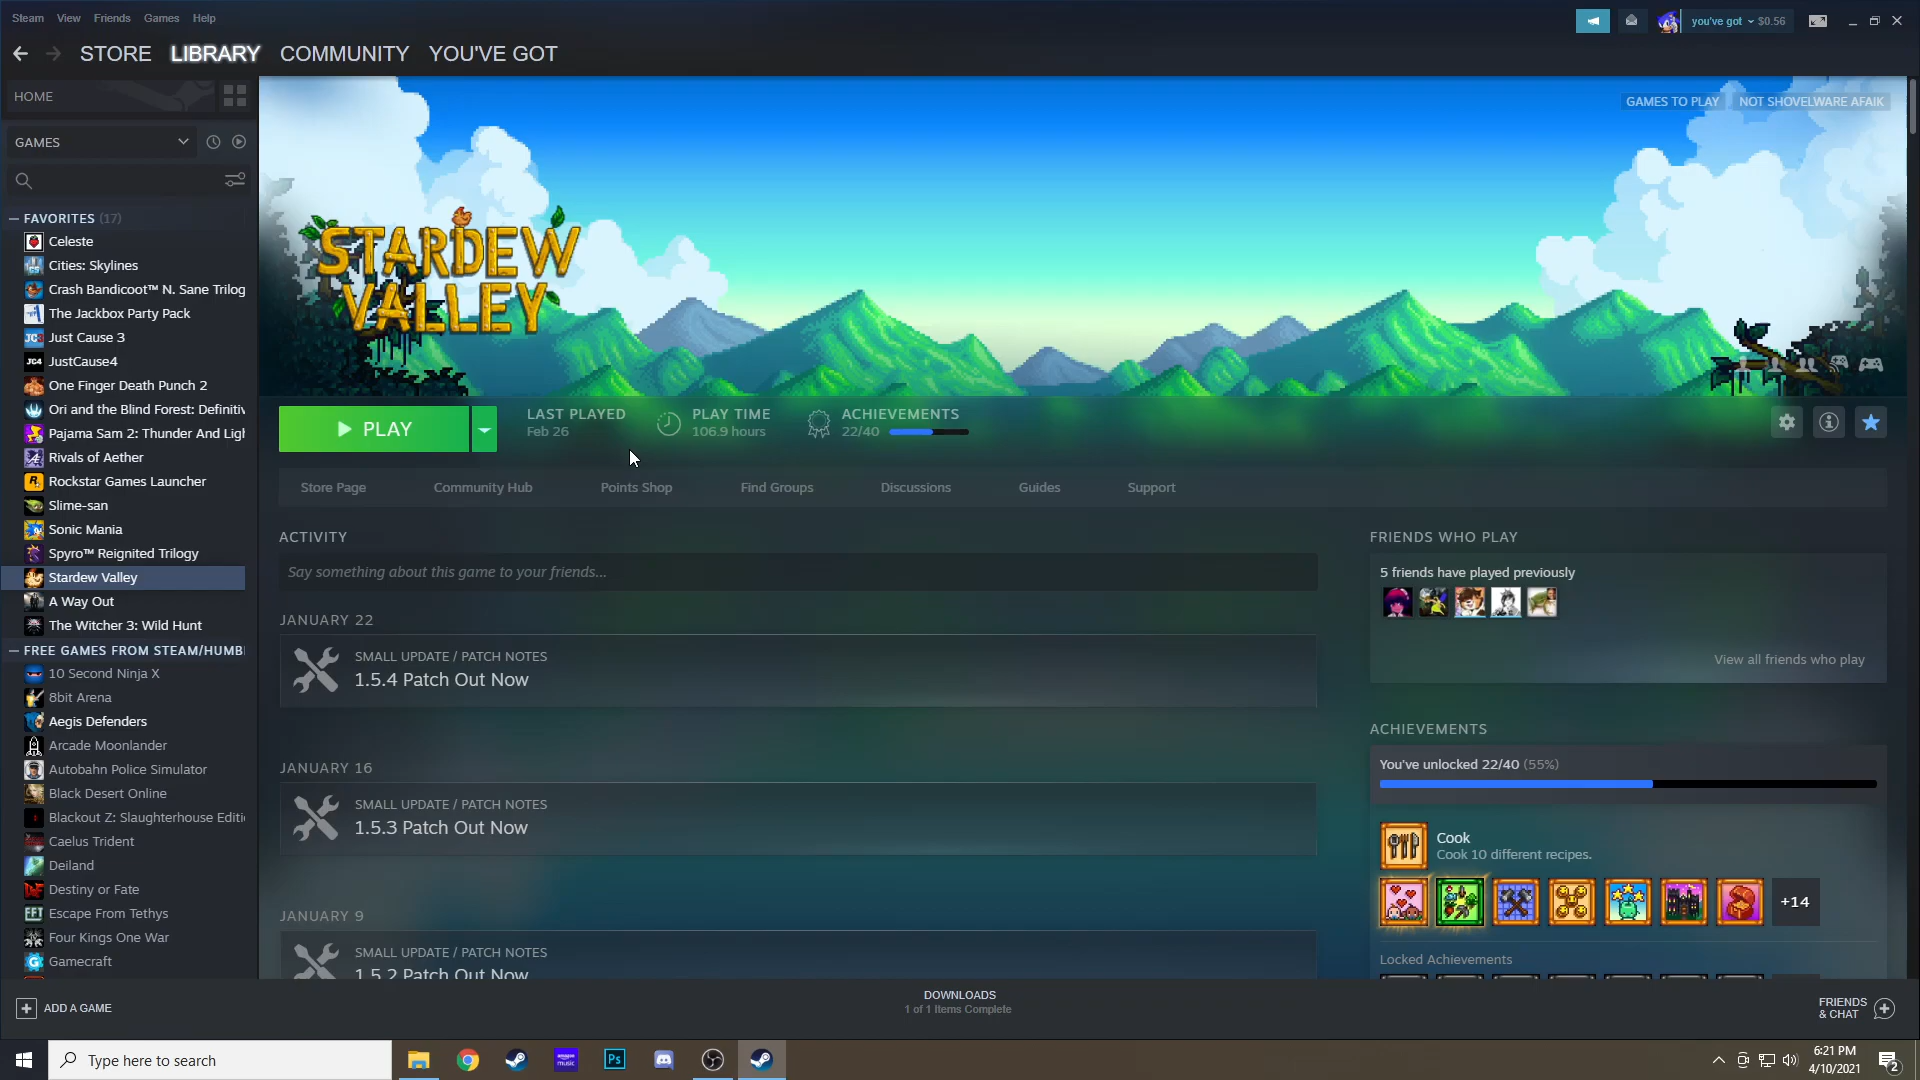 Steam View Friends Games Help
you've got $0.56
STORE LIBRARY COMMUNITY YOU'VE GOT
HOME
GAMES
FAVORITES (17)
Celeste
Cities: Skylines
Crash Bandicoot™ N. Sane Trilog
The Jackbox Party Pack
Just Cause 3
JustCause4
One Finger Death Punch 2
Ori and the Blind Forest: Definitiv
Pajama Sam 2: Thunder And Ligh
Rivals of Aether
Rockstar Games Launcher
Slime-san
Sonic Mania
Spyro™ Reignited Trilogy
Stardew Valley
A Way Out
The Witcher 3: Wild Hunt
FREE GAMES FROM STEAM/HUMB
10 Second Ninja X
8bit Arena
Aegis Defenders
Arcade Moonlander
Autobahn Police Simulator
Black Desert Online
Blackout Z: Slaughterhouse Editi
Caelus Trident
Deiland
Destiny or Fate
Escape From Tethys
Four Kings One War
Gamecraft
GAMES TO PLAY NOT SHOVELWARE AFAIK
STARDEW
VALLEY
PLAY
LAST PLAYED
Feb 26
PLAY TIME
106.9 hours
ACHIEVEMENTS
22/40
Store Page Community Hub Points Shop Find Groups Discussions Guides Support
ACTIVITY
Say something about this game to your friends...
JANUARY 22
SMALL UPDATE / PATCH NOTES
1.5.4 Patch Out Now
JANUARY 16
SMALL UPDATE / PATCH NOTES
1.5.3 Patch Out Now
JANUARY 9
SMALL UPDATE / PATCH NOTES
1.5.2 Patch Out Now
FRIENDS WHO PLAY
5 friends have played previously
View all friends who play
ACHIEVEMENTS
You've unlocked 22/40 (55%)
Cook
Cook 10 different recipes.
+14
Locked Achievements
ADD A GAME
DOWNLOADS
1 of 1 Items Complete
FRIENDS
& CHAT
Type here to search
amazon
music
Ps
6:21 PM
4/10/2021
2